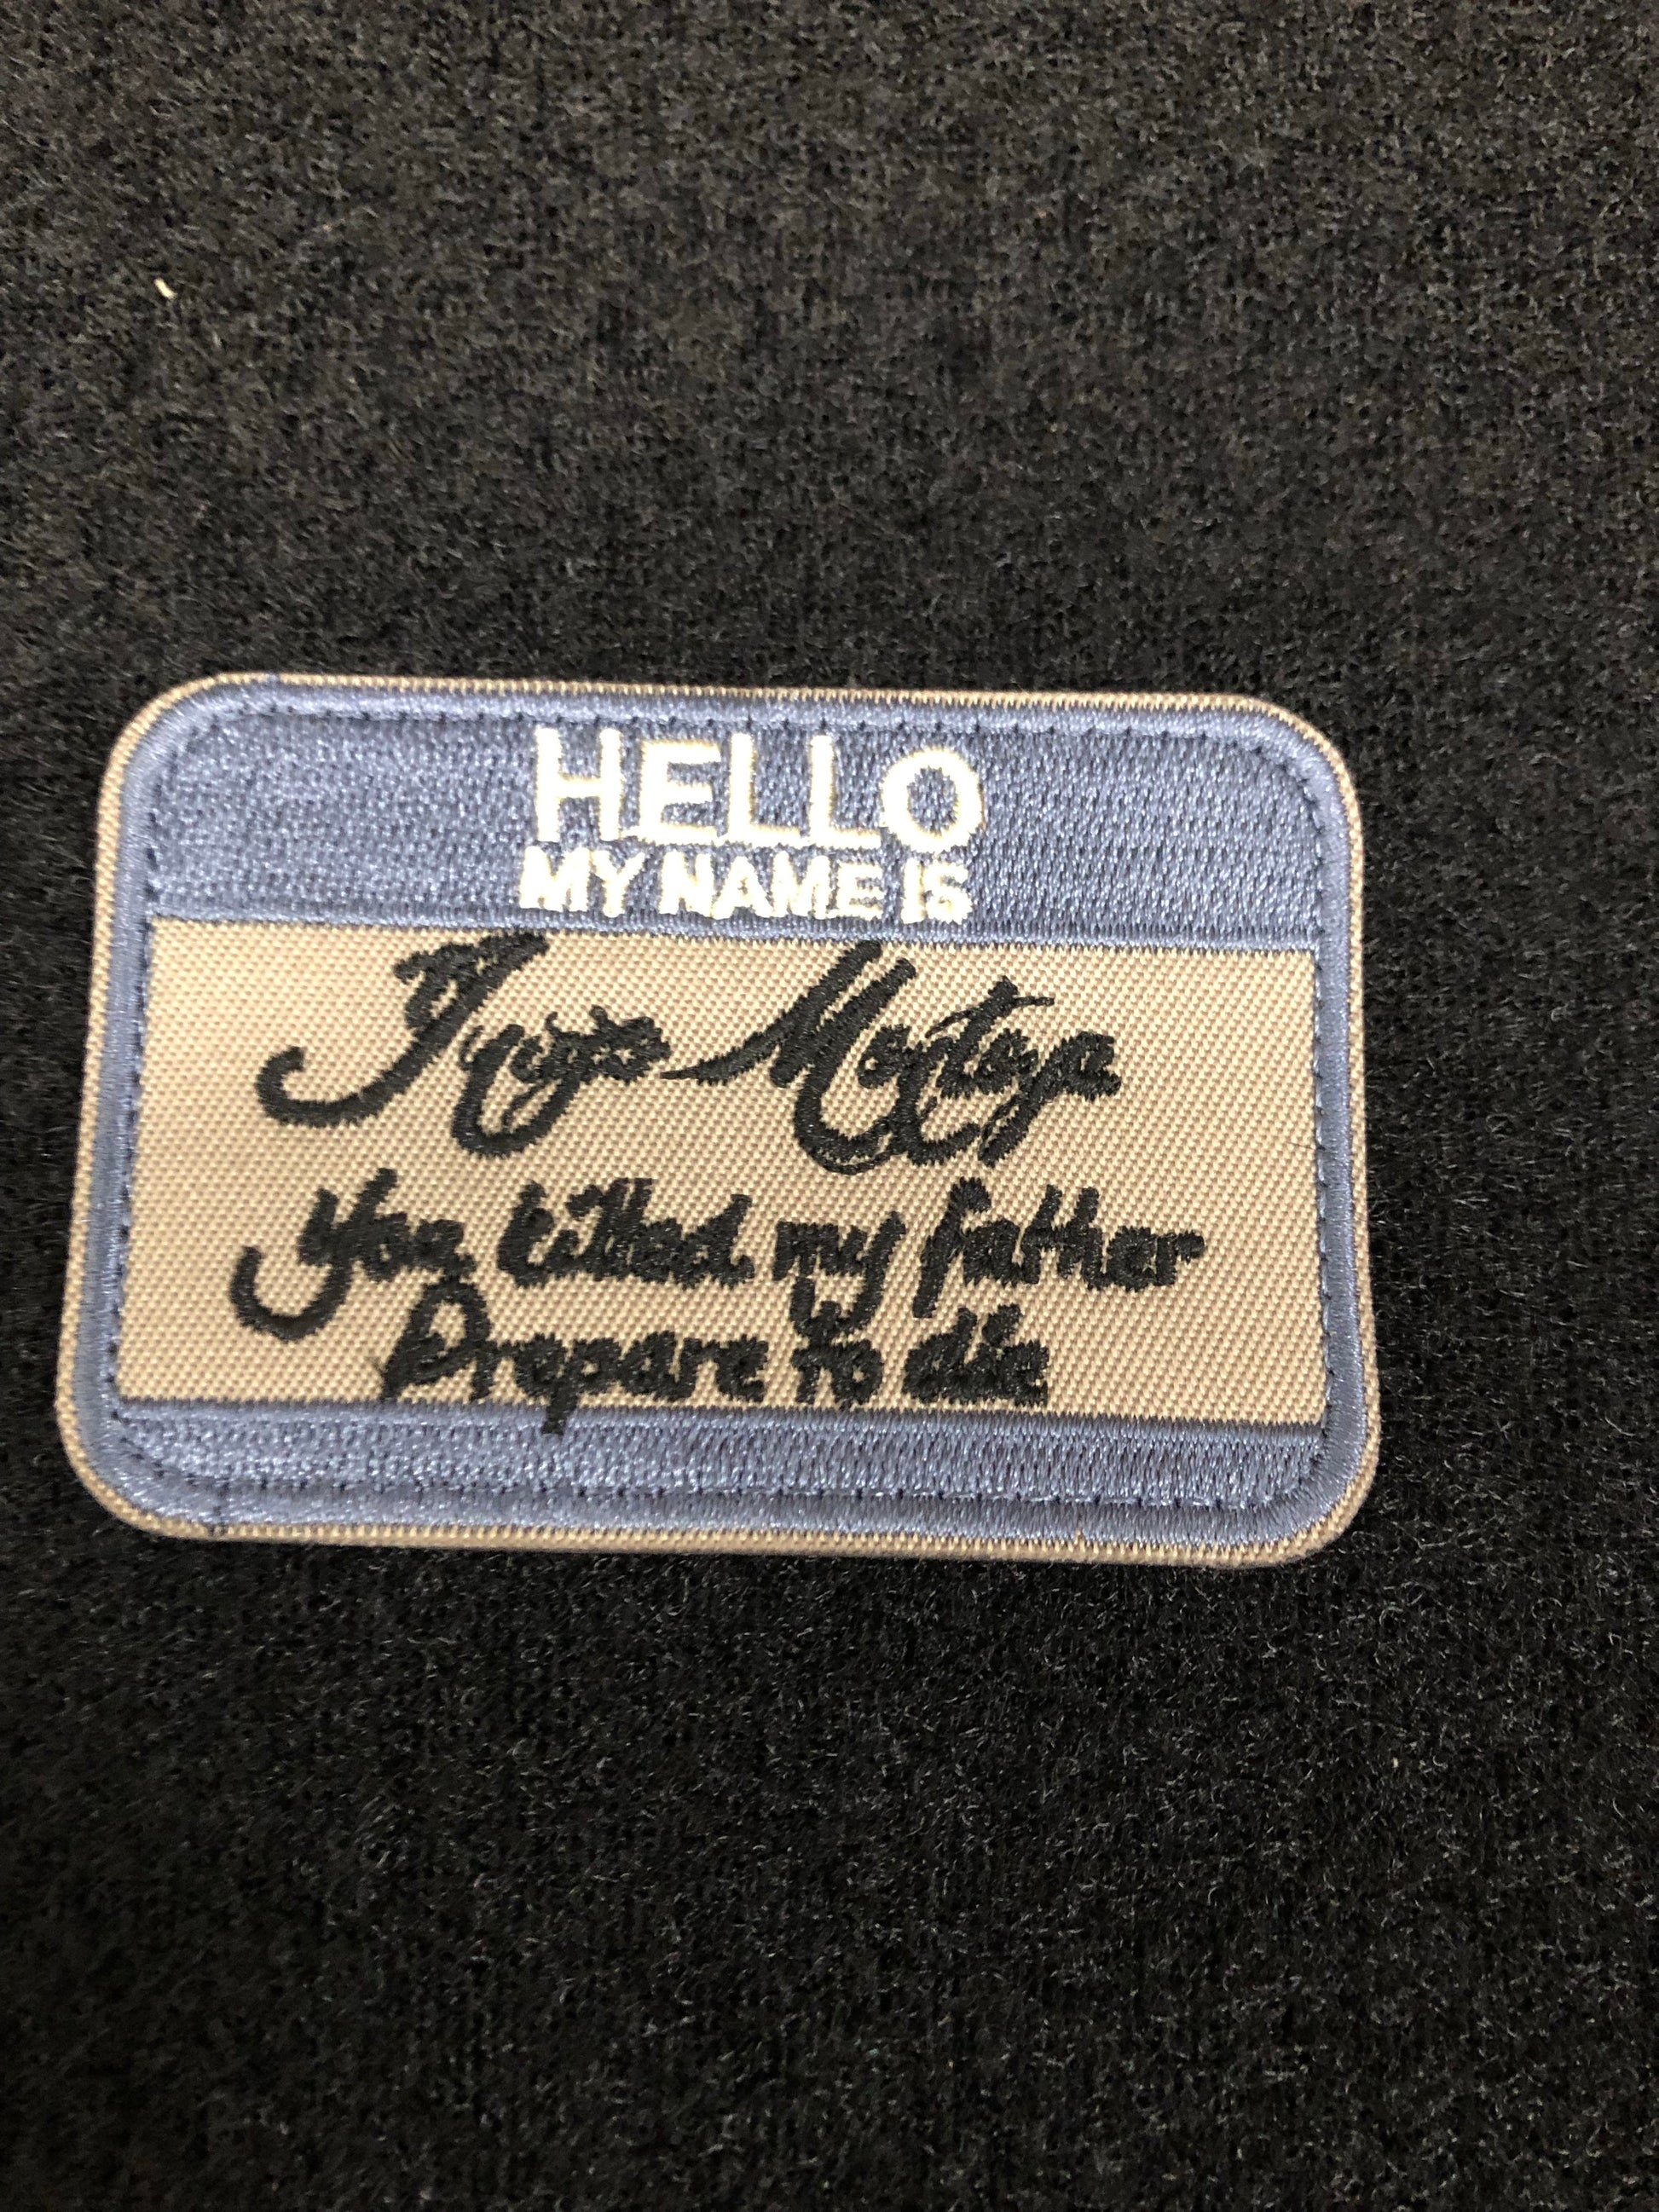 HELLO
MY NAME IS
Inigo Montoya
You killed my father
Prepare to die